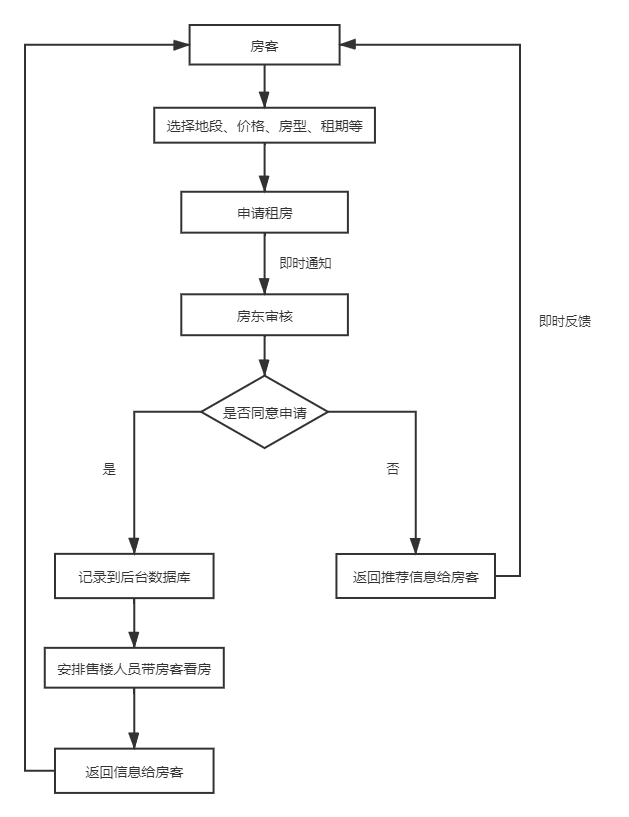 房客
选择地段、价格、房型、租期等
申请租房
即时通知
房东审核
即时反馈
是否同意申请
是
否
记录到后台数据库
返回推荐信息给房客
安排售楼人员带房客看房
返回信息给房客